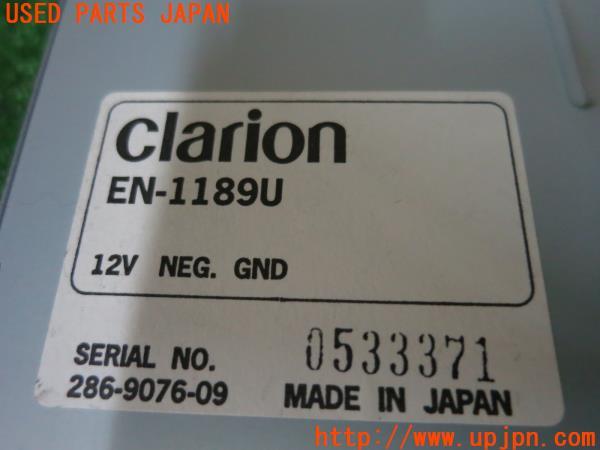 USED PARTS JAPAN
clarion
EN-1189U
12V NEG. GND
SERIAL NO. 0533371
286-9076-09 MADE IN JAPAN
http://www.upjpn.com